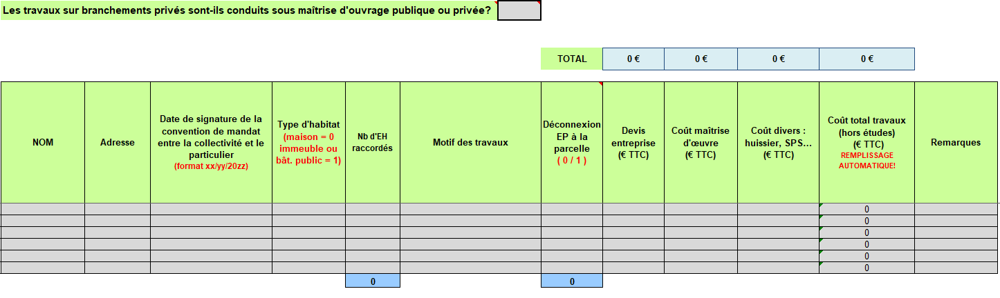 Les travaux sur branchements privés sont-ils conduits sous maîtrise d'ouvrage publique ou privée?
TOTAL
0 €
0 €
0 €
0 €
NOM
Adresse
Date de signature de la
convention de mandat
entre la collectivité et le
particulier
(format xx/yy/20zz)
Type d'habitat
(maison = 0
immeuble ou
bât. public = 1)
Nb d'EH
raccordés
Motif des travaux
Déconnexion
EP à la
parcelle
( 0 / 1 )
Devis
entreprise
(€ TTC)
Coût maîtrise
d'œuvre
(€ TTC)
Coût divers :
huissier, SPS...
(€ TTC)
Coût total travaux
(hors études)
(€ TTC)
REMPLISSAGE
AUTOMATIQUE!
Remarques
0
0
0
0
0
0
0
0